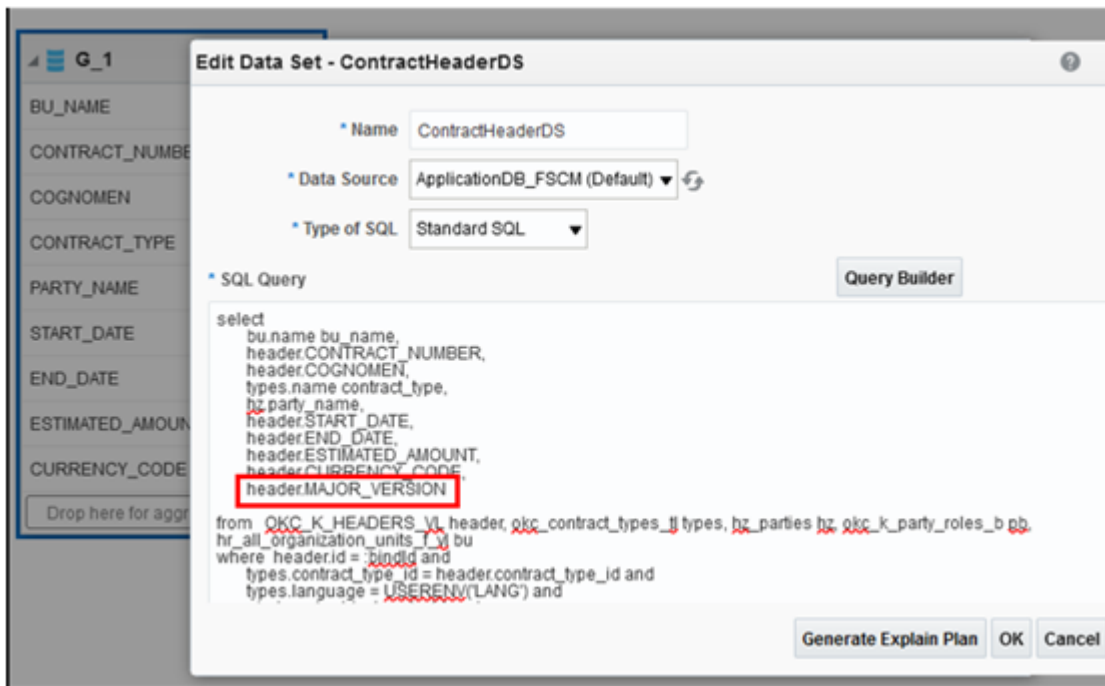 G_1
BU_NAME
CONTRACT_NUMBE
COGNOMEN
CONTRACT_TYPE
PARTY_NAME
START_DATE
END_DATE
ESTIMATED_AMOUN
CURRENCY_CODE
Drop here for aggr
Edit Data Set - ContractHeaderDS
* Name ContractHeaderDS
* Data Source ApplicationDB_FSCM (Default)
* Type of SQL Standard SQL
* SQL Query Query Builder
select
bu.name bu_name,
header.CONTRACT_NUMBER,
header.COGNOMEN,
types.name contract_type,
hz.party_name,
header.START_DATE,
header.END_DATE,
header.ESTIMATED_AMOUNT,
header.CURRENCY_CODE,
header.MAJOR_VERSION
from OKC_K_HEADERS_VL header, okc_contract_types_tl types, hz_parties hz, okc_k_party_roles_b pb,
hr_all_organization_units_f_vl bu
where header.id = :bindId and
types.contract_type_id = header.contract_type_id and
types.language = USERENV('LANG') and
Generate Explain Plan OK Cancel